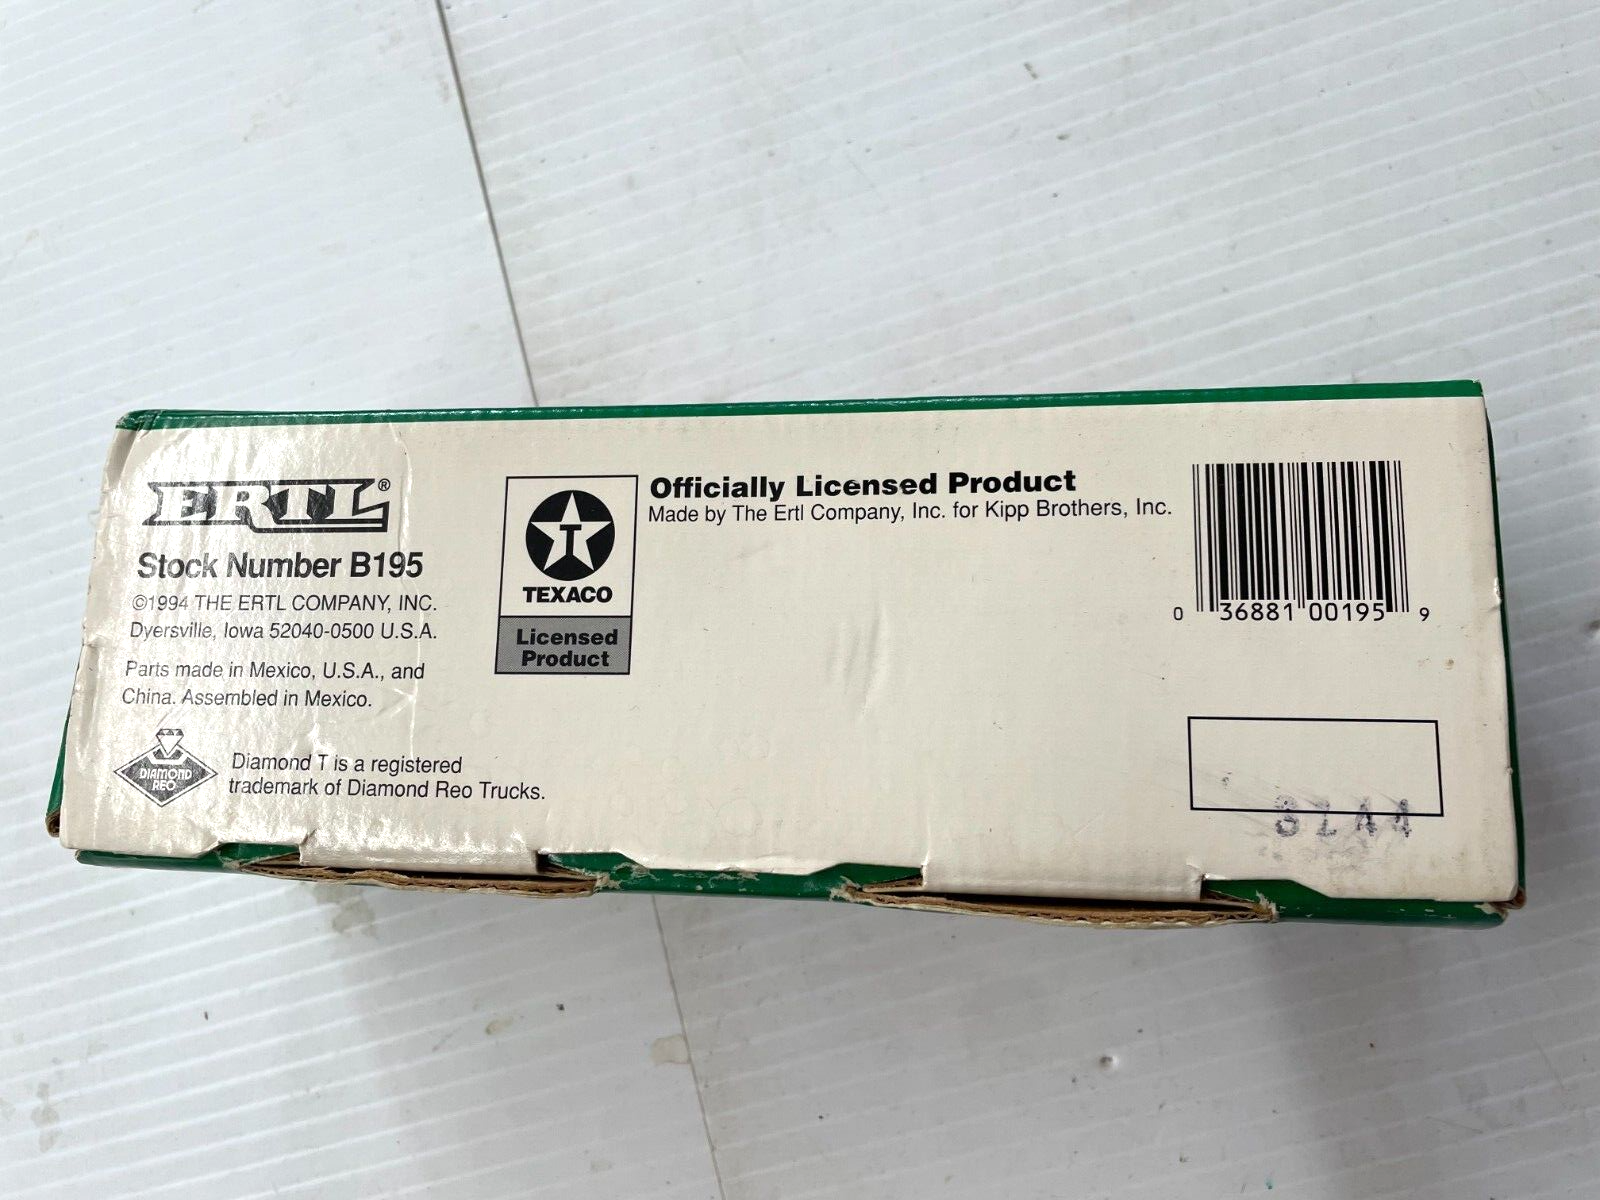 ERTL®
Stock Number B195
©1994 THE ERTL COMPANY, INC.
Dyersville, Iowa 52040-0500 U.S.A.
Parts made in Mexico, U.S.A., and
China. Assembled in Mexico.
DIAMOND
REO
Diamond T is a registered
trademark of Diamond Reo Trucks.
T
TEXACO
Licensed
Product
Officially Licensed Product
Made by The Ertl Company, Inc. for Kipp Brothers, Inc.
0 36881 00195 9